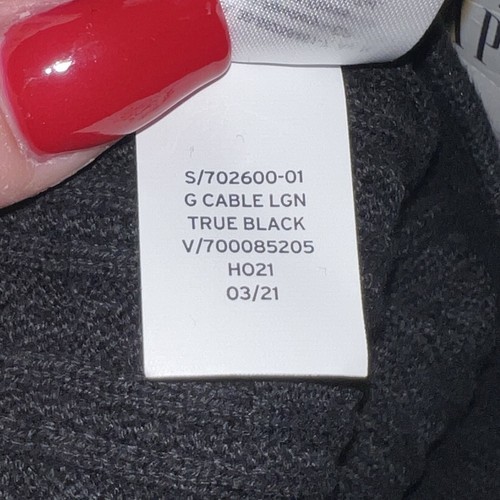 S/702600-01
G CABLE LGN
TRUE BLACK
V/700085205
HO21
03/21
P